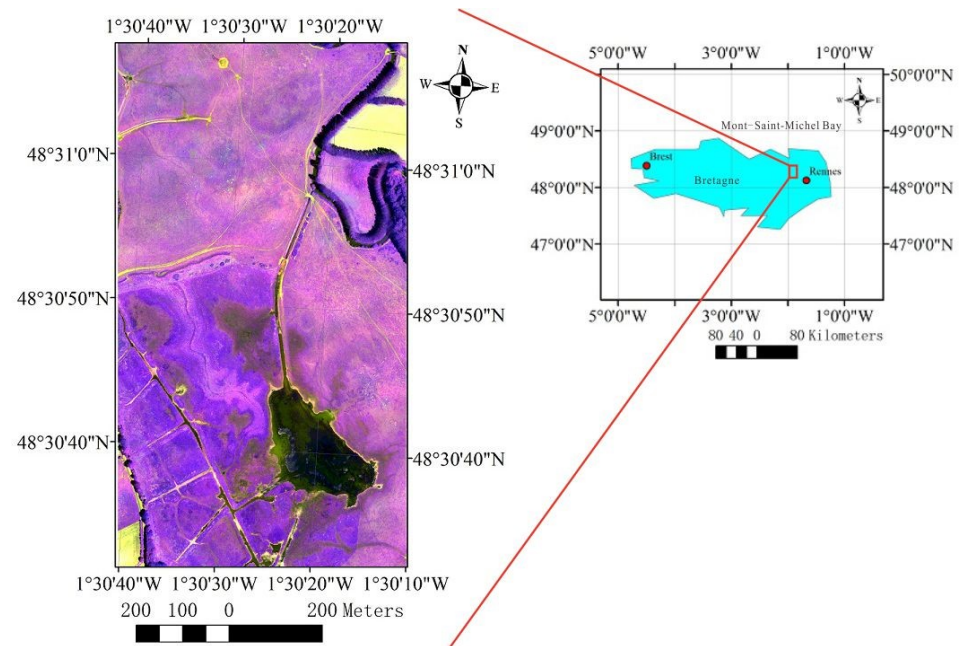 1°30'40"W 1°30'30"W 1°30'20"W
N
W E
S
48°31'0"N
48°31'0"N
48°30'50"N
48°30'50"N
48°30'40"N
48°30'40"N
1°30'40"W 1°30'30"W 1°30'20"W 1°30'10"W
200 100 0 200 Meters
5°0'0"W 3°0'0"W 1°0'0"W
50°0'0"N
N
W E
S
49°0'0"N Mont-Saint-Michel Bay 49°0'0"N
Brest
Rennes
Bretagne
48°0'0"N 48°0'0"N
47°0'0"N 47°0'0"N
5°0'0"W 3°0'0"W 1°0'0"W
80 40 0 80 Kilometers